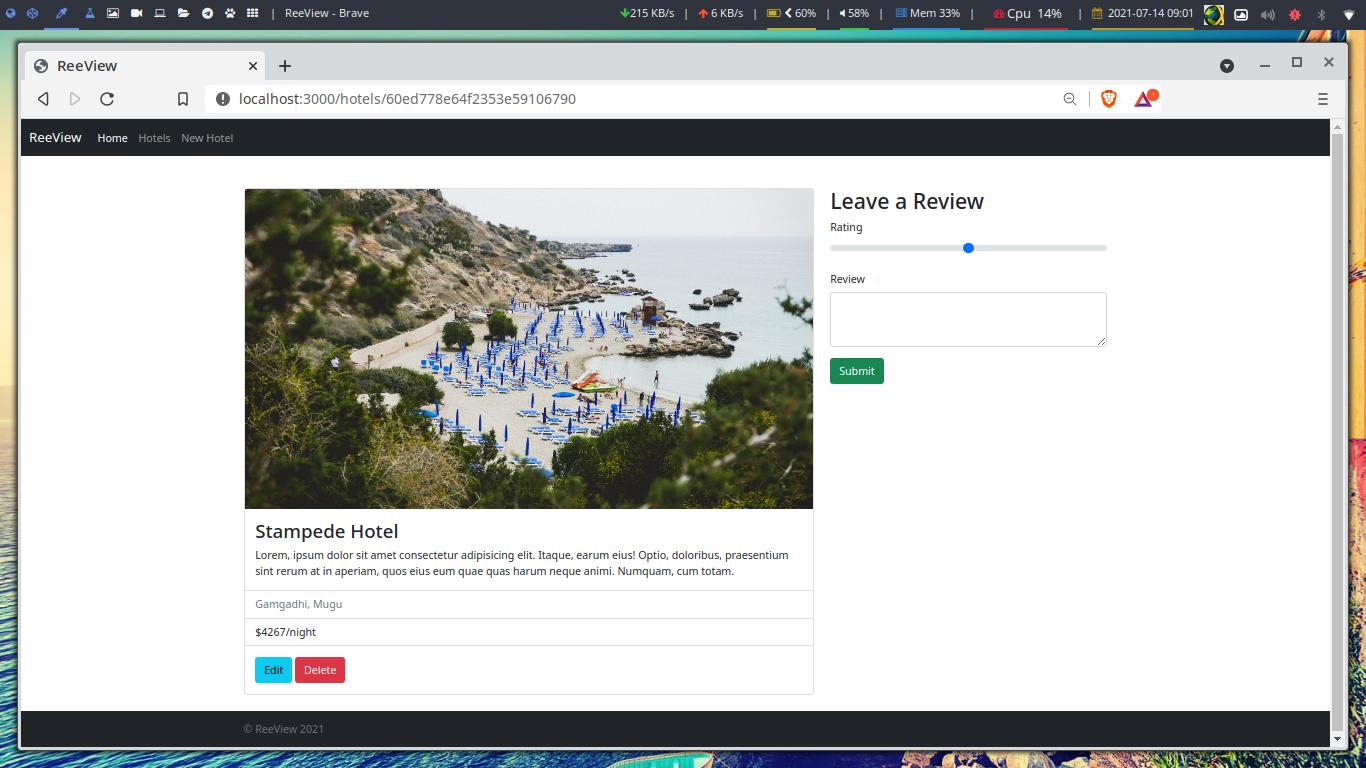 ReeView - Brave | 215 KB/s | 6 KB/s | 60% | 58% | Mem 33% | Cpu 14% | 2021-07-14 09:01
ReeView
localhost:3000/hotels/60ed778e64f2353e59106790
1
ReeView Home Hotels New Hotel
Leave a Review
Rating
Review
Submit
Stampede Hotel
Lorem, ipsum dolor sit amet consectetur adipisicing elit. Itaque, earum eius! Optio, doloribus, praesentium
sint rerum at in aperiam, quos eius eum quae quas harum neque animi. Numquam, cum totam.
Gamgadhi, Mugu
$4267/night
Edit Delete
© ReeView 2021